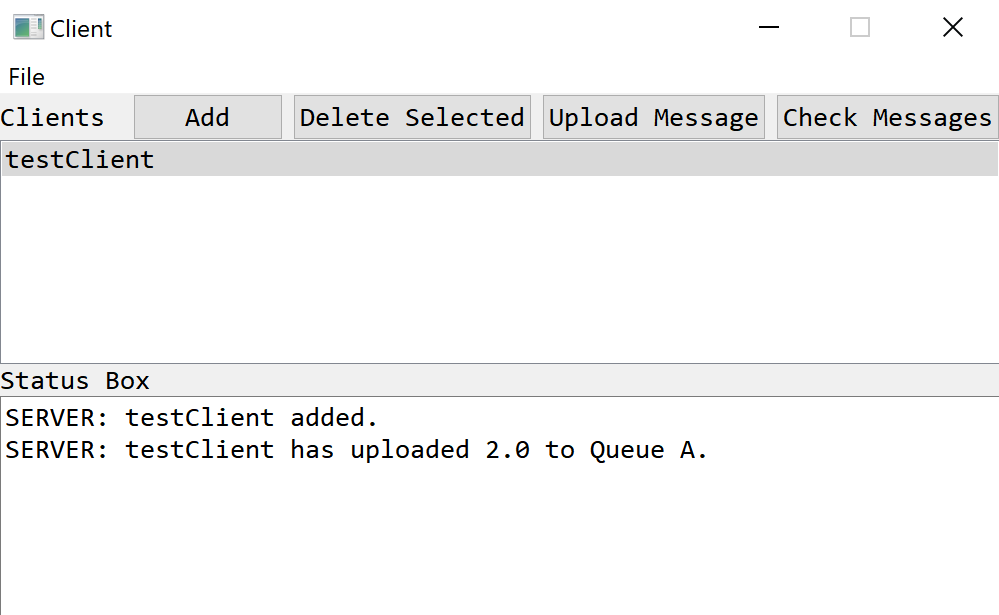 Client
File
Clients Add Delete Selected Upload Message Check Messages
testClient
Status Box
SERVER: testClient added.
SERVER: testClient has uploaded 2.0 to Queue A.